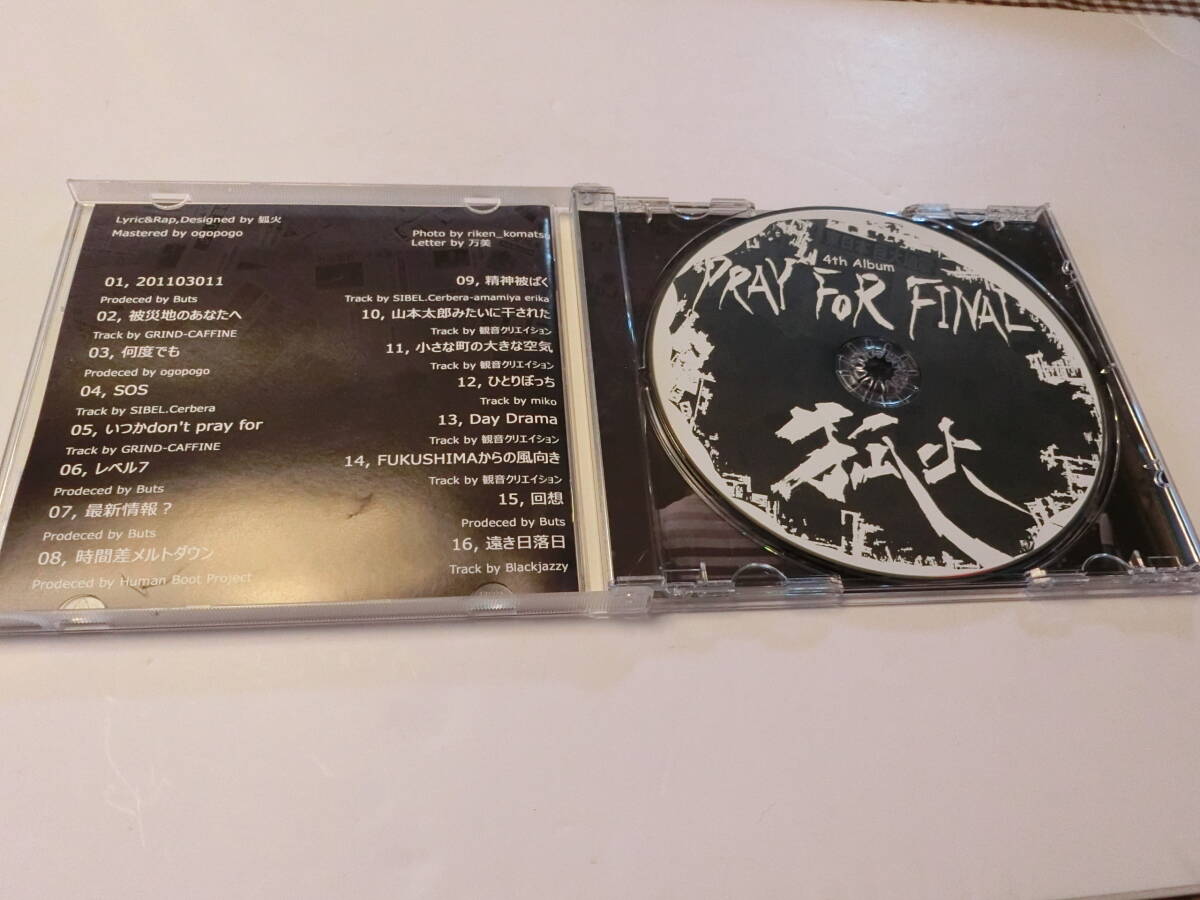 Lyric&Rap,Designed by 狐火
Mastered by ogopogo
Photo by riken_komatsu
Letter by 万美
01, 201103011
Prodeced by Buts
02, 被災地のあなたへ
Track by GRIND-CAFFINE
03, 何度でも
Prodeced by ogopogo
04, SOS
Track by SIBEL.Cerbera
05, いつかdon't pray for
Track by GRIND-CAFFINE
06, レベル7
Prodeced by Buts
07, 最新情報？
08, 時間差メルトダウン
Prodeced by Human Boot Project
09, 精神被ばく
Track by SIBEL.Cerbera-amamiya erika
10, 山本太郎みたいに干された
Track by 観音クリエイション
11, 小さな町の大きな空気
Track by 観音クリエイション
12, ひとりぼっち
Track by miko
13, Day Drama
Track by 観音クリエイション
14, FUKUSHIMAからの風向き
Track by 観音クリエイション
15, 回想
Prodeced by Buts
16, 遠き日落日
Track by Blackjazzy
4th Album
PRAY FOR FINAL
狐火